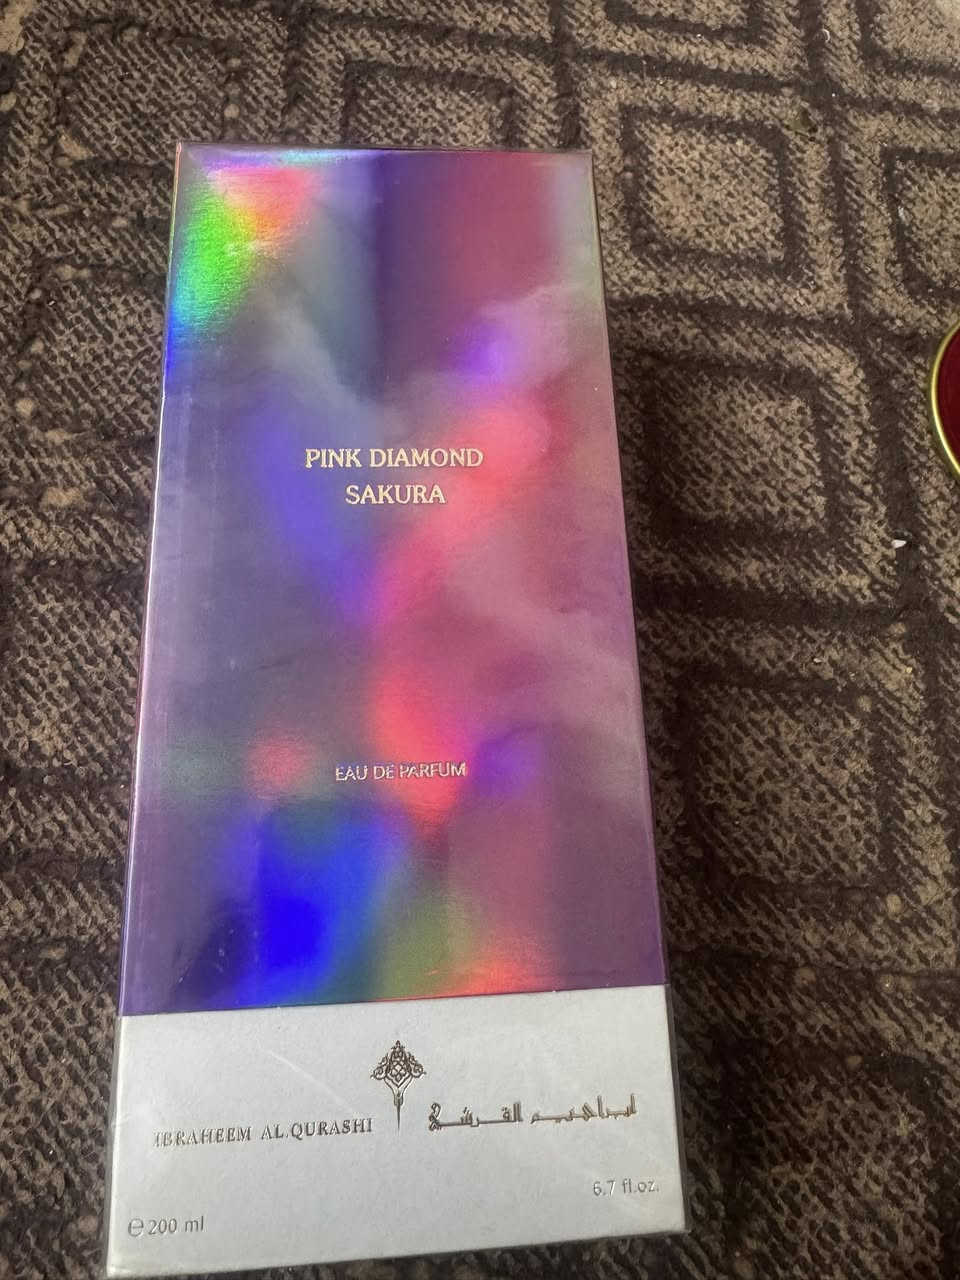 PINK DIAMOND
SAKURA
EAU DE PARFUM
IBRAHEEM AL.QURASHI
ابراهيم القرشي
6.7 fl.oz.
℮ 200 ml